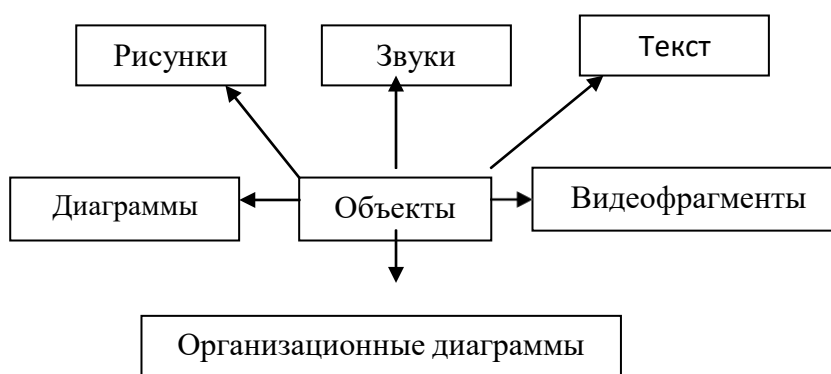 Рисунки
Звуки
Текст
Диаграммы
Объекты
Видеофрагменты
Организационные диаграммы